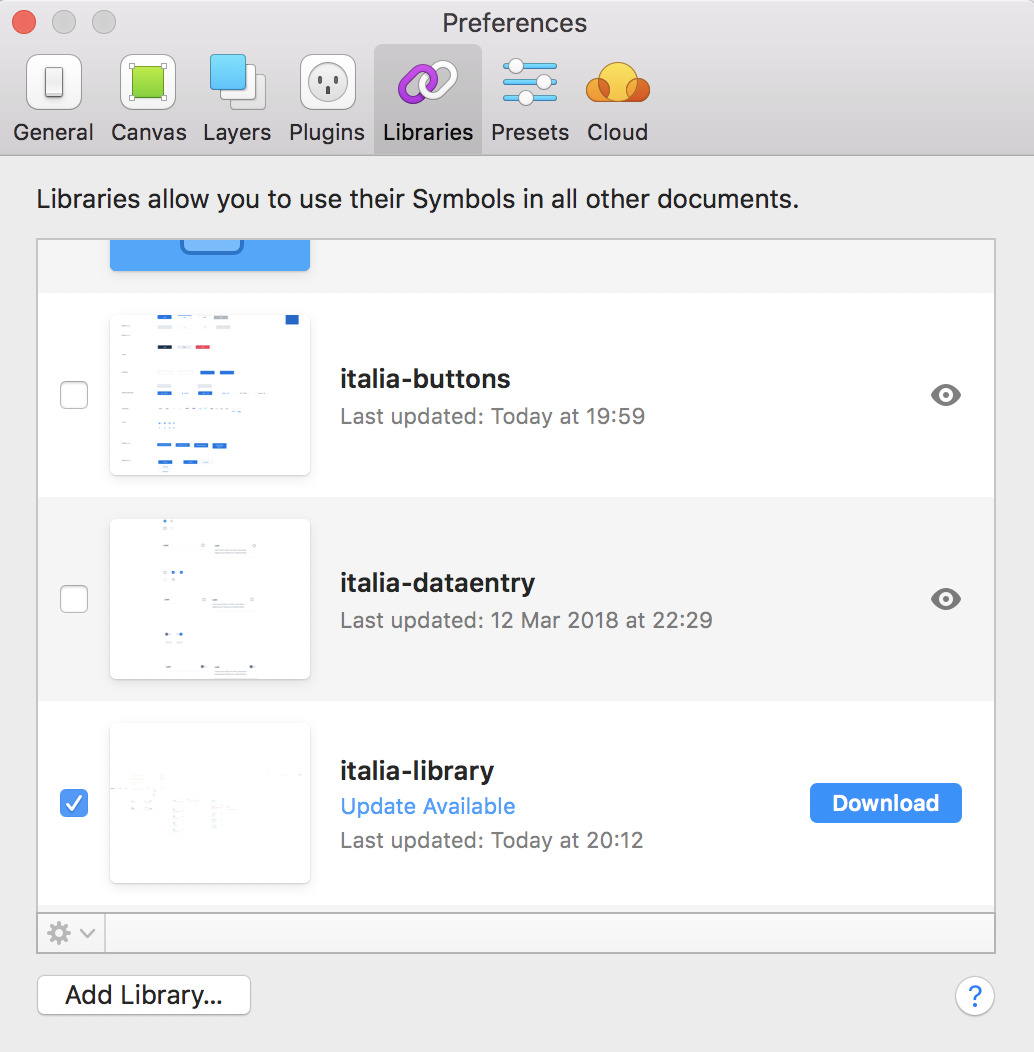 Preferences
General Canvas Layers Plugins Libraries Presets Cloud
Libraries allow you to use their Symbols in all other documents.
italia-buttons
Last updated: Today at 19:59
italia-dataentry
Last updated: 12 Mar 2018 at 22:29
italia-library
Update Available
Download
Last updated: Today at 20:12
Add Library...
?